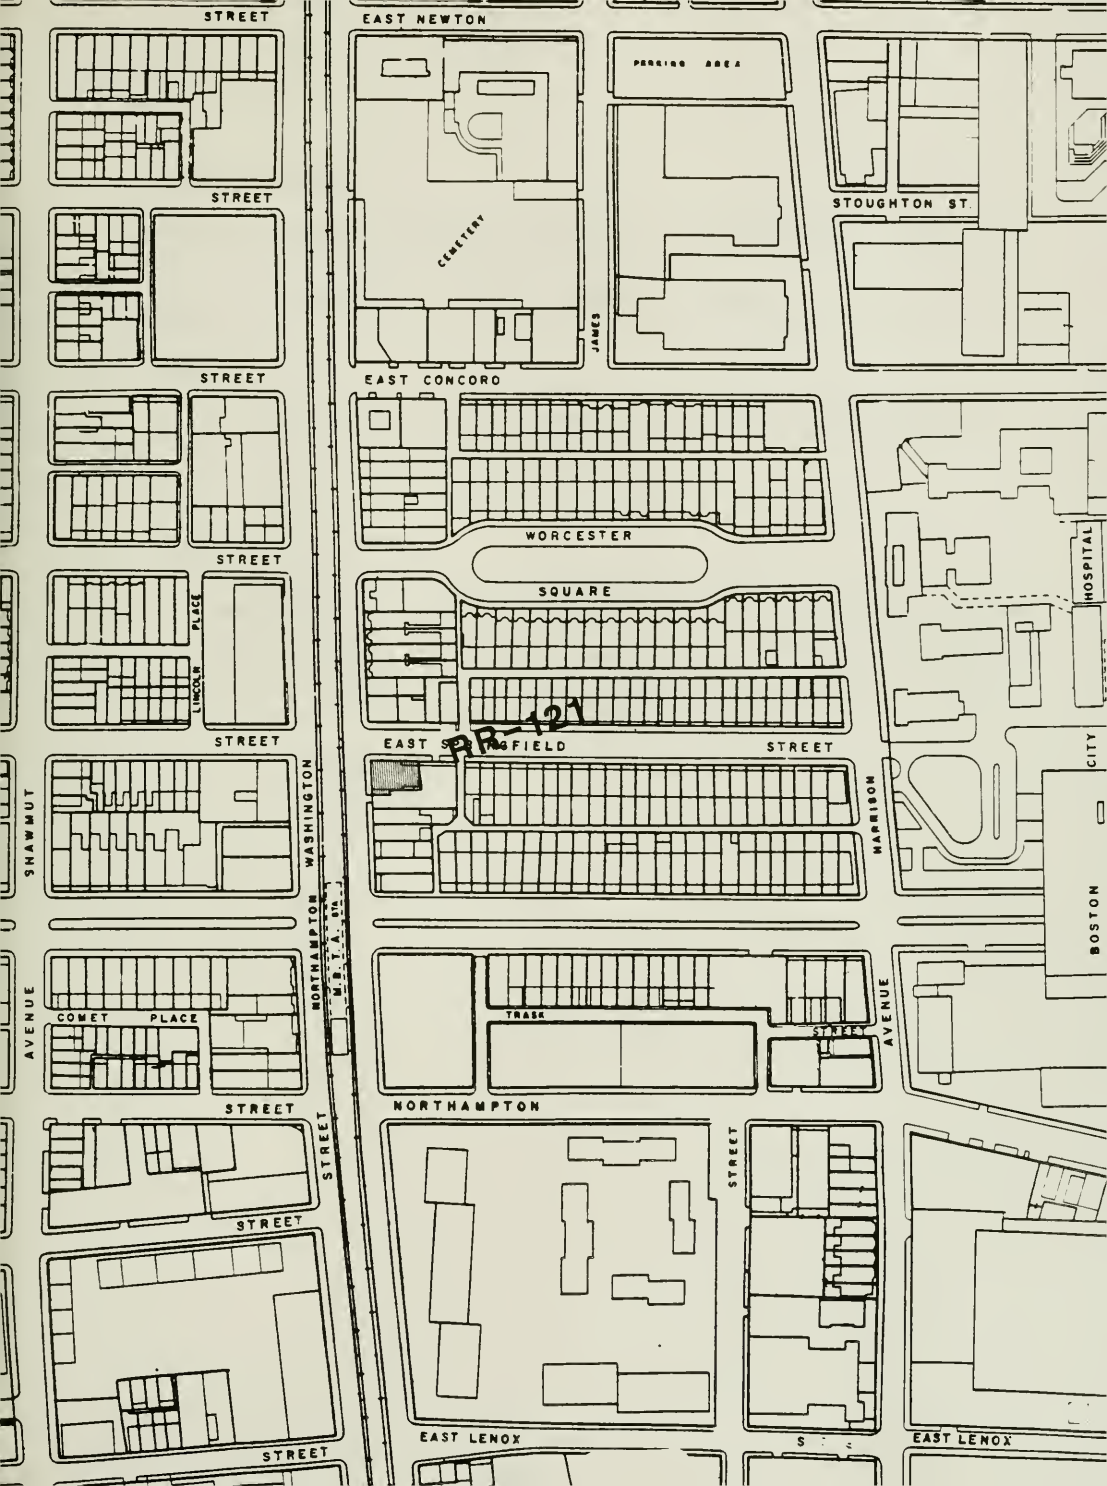 STREET
EAST NEWTON
PARKING AREA
STREET
STOUGHTON ST.
CEMETERY
JAMES
STREET
EAST CONCORD
WORCESTER
STREET
HOSPITAL
SQUARE
PLACE
LINCOLN
RR-121
STREET
EAST SPRINGFIELD
STREET
CITY
SHAWMUT
WASHINGTON
HARRISON
BOSTON
NORTHAMPTON
M.B.T.A. STA
AVENUE
AVENUE
COMET PLACE
TRASK
STREET
STREET
NORTHAMPTON
STREET
STREET
STREET
EAST LENOX
EAST LENOX
STREET